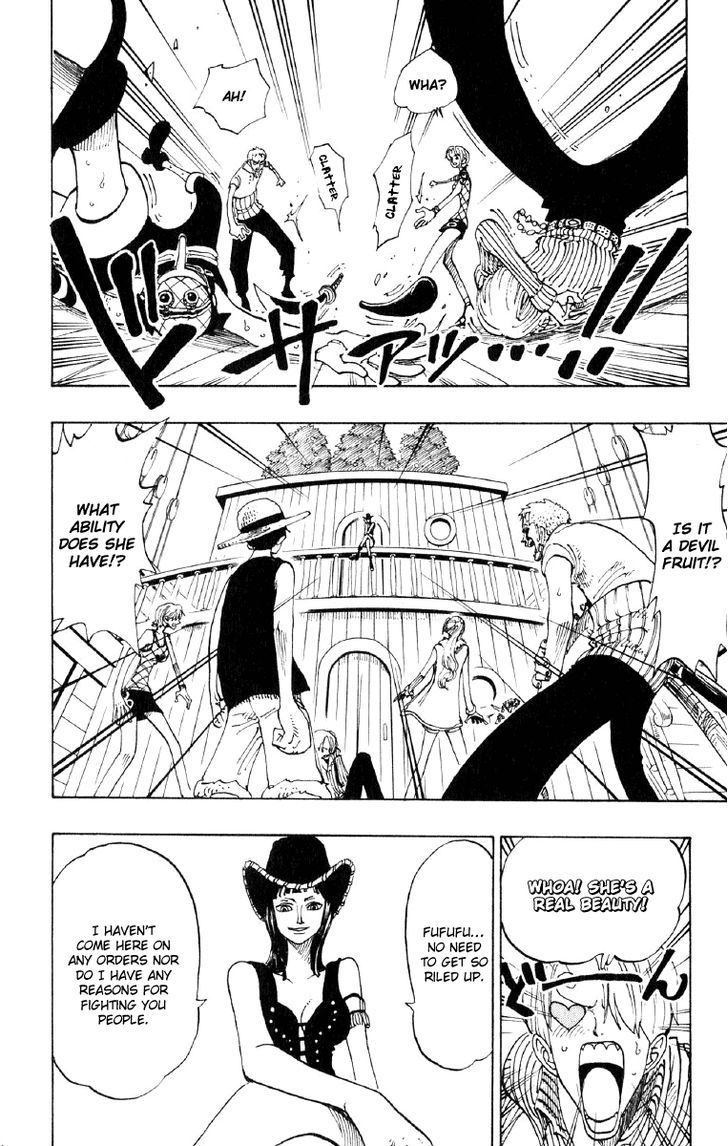 WHA?
AH!
CLATTER
CLATTER
ドサァッ…!!
IS IT
A DEVIL
FRUIT!?
WHAT
ABILITY
DOES SHE
HAVE!?
WHOA! SHE'S A
REAL BEAUTY!
どーん
FUFUFU...
NO NEED
TO GET SO
RILED UP.
I HAVEN'T
COME HERE ON
ANY ORDERS NOR
DO I HAVE ANY
REASONS FOR
FIGHTING YOU
PEOPLE.